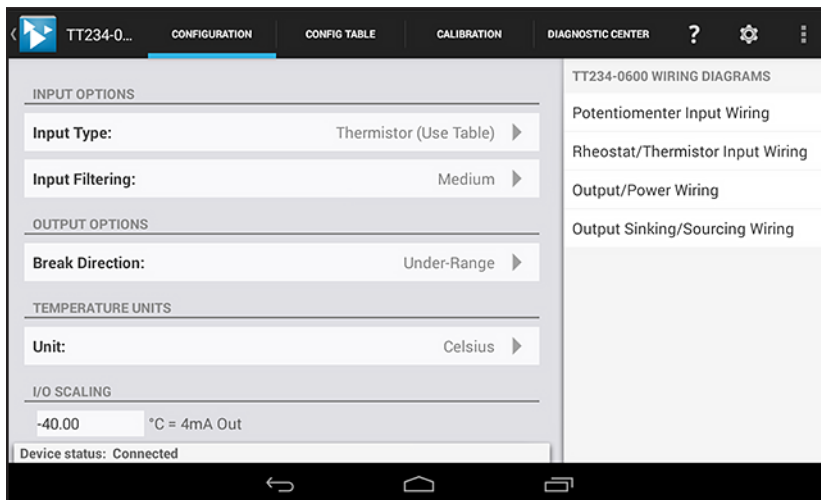 TT234-0...
CONFIGURATION
CONFIG TABLE
CALIBRATION
DIAGNOSTIC CENTER
?
INPUT OPTIONS
Input Type: Thermistor (Use Table)
Input Filtering: Medium
OUTPUT OPTIONS
Break Direction: Under-Range
TEMPERATURE UNITS
Unit: Celsius
I/O SCALING
-40.00 °C = 4mA Out
Device status: Connected
TT234-0600 WIRING DIAGRAMS
Potentiomenter Input Wiring
Rheostat/Thermistor Input Wiring
Output/Power Wiring
Output Sinking/Sourcing Wiring